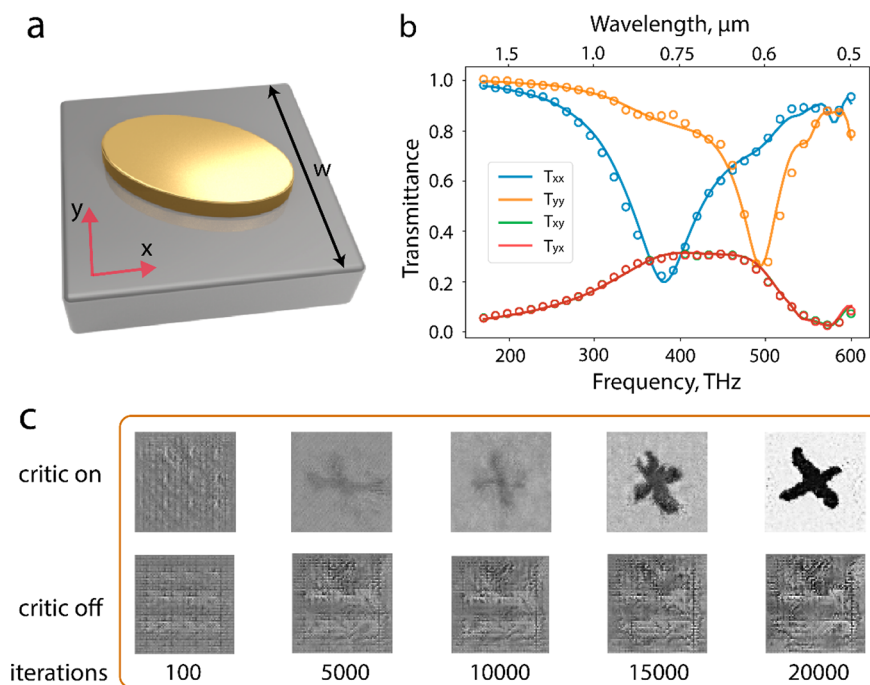 a
w
y
x
b
Wavelength, μm
1.5 1.0 0.75 0.6 0.5
Transmittance
1.0
0.8
0.6
0.4
0.2
0.0
Txx
Tyy
Txy
Tyx
200 300 400 500 600
Frequency, THz
c
critic on
critic off
iterations 100 5000 10000 15000 20000